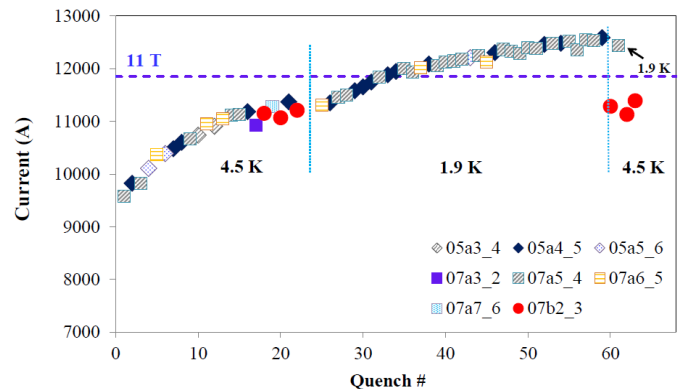 13000
11 T
12000
1.9 K
11000
4.5 K
1.9 K
4.5 K
10000
9000
05a3_4
05a4_5
05a5_6
8000
07a3_2
07a5_4
07a6_5
07a7_6
07b2_3
7000
0
10
20
30
40
50
60
Quench #
Current (A)